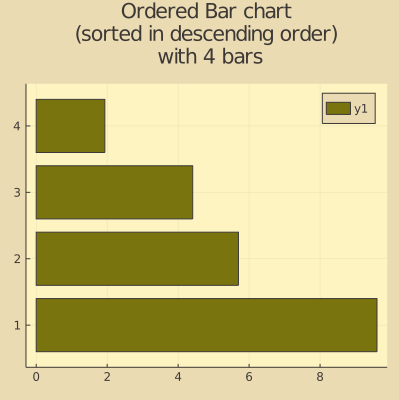 Ordered Bar chart
(sorted in descending order)
with 4 bars
y1
4
3
2
1
0 2 4 6 8